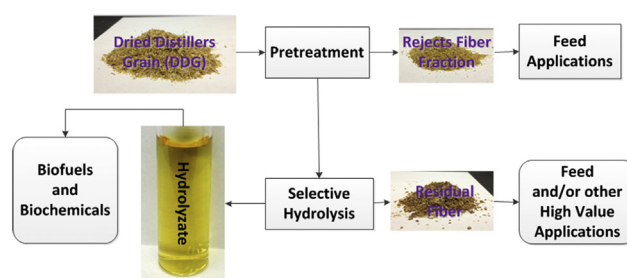 Dried Distillers
Grain (DDG)
Pretreatment
Rejects Fiber
Fraction
Feed
Applications
Biofuels
and
Biochemicals
Hydrolyzate
Selective
Hydrolysis
Residual
Fiber
Feed
and/or other
High Value
Applications